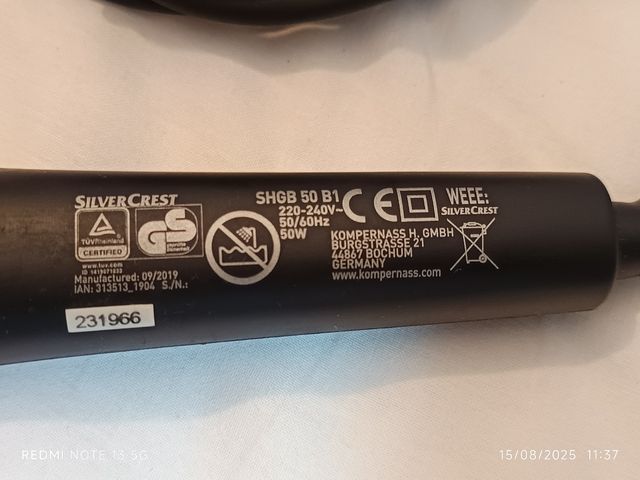 SILVERCREST
TÜVRheinland
CERTIFIED
GS
www.tuv.com
ID 1419071033
Manufactured: 09/2019
IAN: 313513_1904 S./N.:
231966
SHGB 50 B1
220-240V~
50/60Hz
50W
CE
KOMPERNASS H. GMBH
BURGSTRASSE 21
44867 BOCHUM
GERMANY
www.kompernass.com
WEEE:
SILVERCREST
REDMI NOTE 13 5G
15/08/2025 11:37